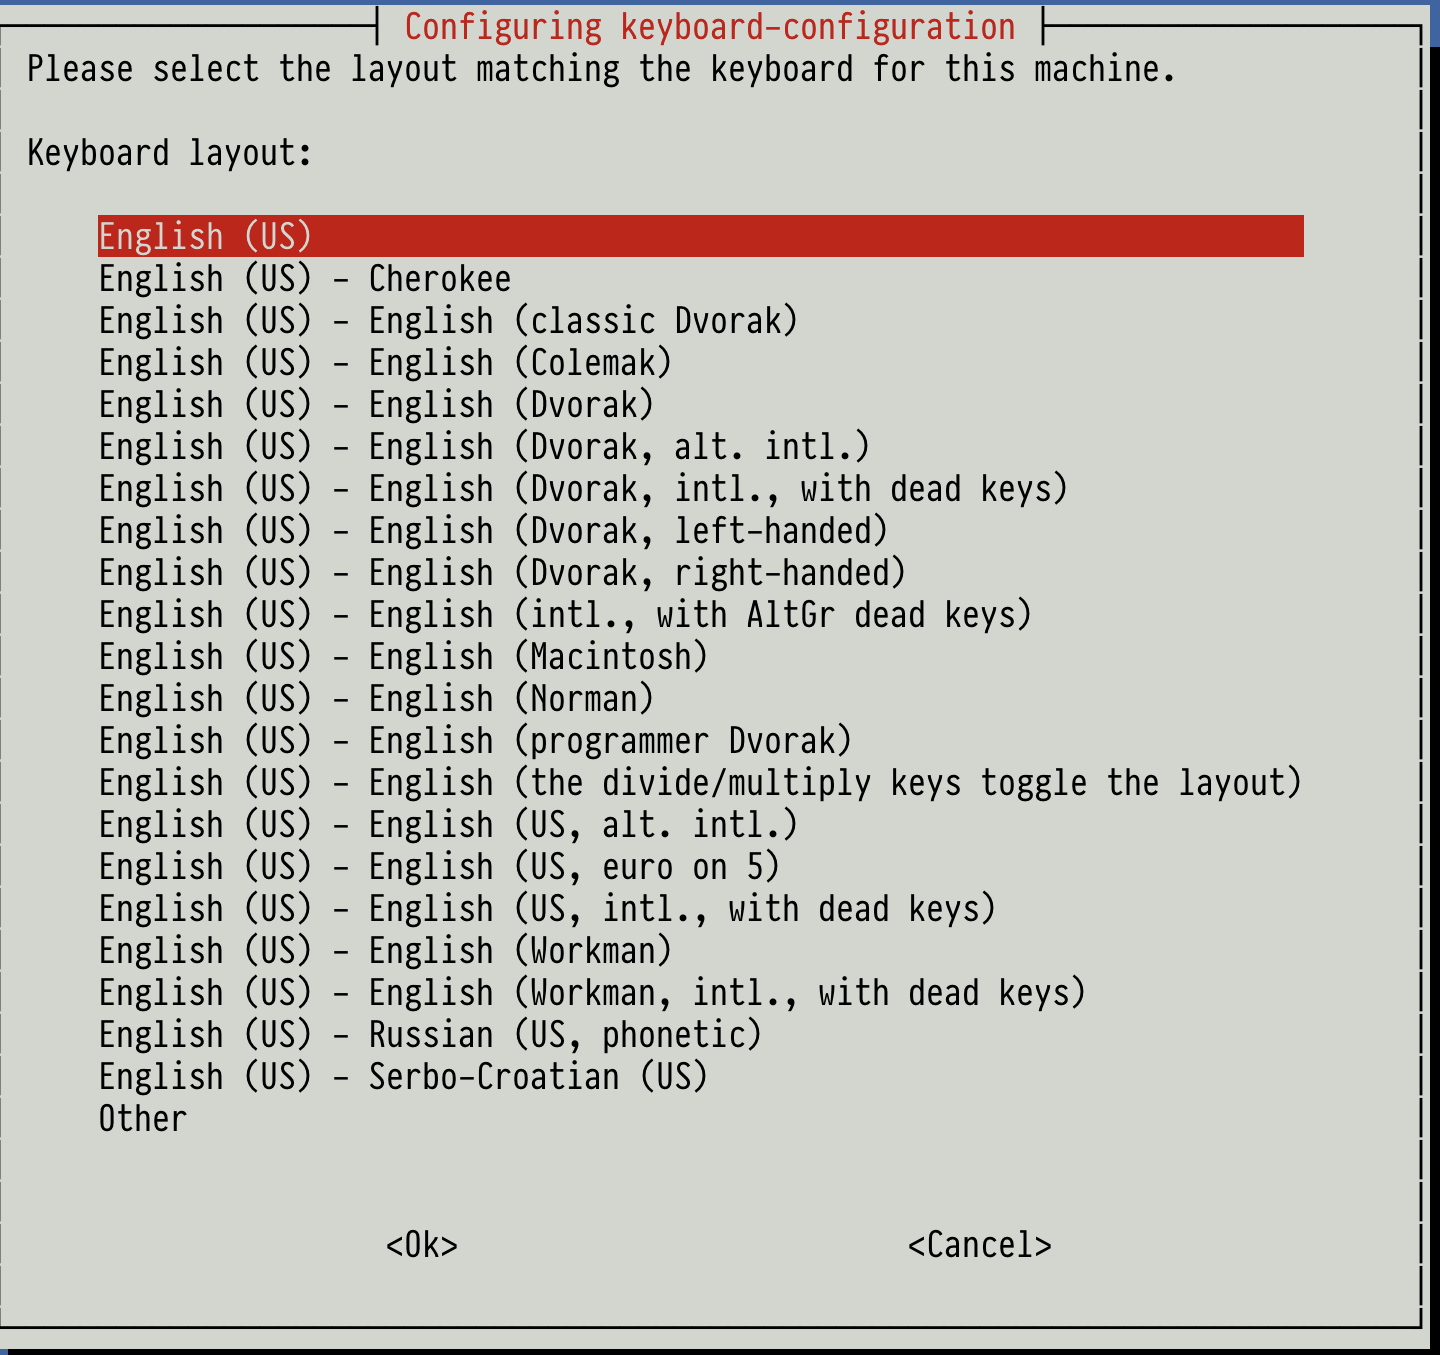 Configuring keyboard-configuration
Please select the layout matching the keyboard for this machine.
Keyboard layout:
English (US)
English (US) - Cherokee
English (US) - English (classic Dvorak)
English (US) - English (Colemak)
English (US) - English (Dvorak)
English (US) - English (Dvorak, alt. intl.)
English (US) - English (Dvorak, intl., with dead keys)
English (US) - English (Dvorak, left-handed)
English (US) - English (Dvorak, right-handed)
English (US) - English (intl., with AltGr dead keys)
English (US) - English (Macintosh)
English (US) - English (Norman)
English (US) - English (programmer Dvorak)
English (US) - English (the divide/multiply keys toggle the layout)
English (US) - English (US, alt. intl.)
English (US) - English (US, euro on 5)
English (US) - English (US, intl., with dead keys)
English (US) - English (Workman)
English (US) - English (Workman, intl., with dead keys)
English (US) - Russian (US, phonetic)
English (US) - Serbo-Croatian (US)
Other
<Ok> <Cancel>